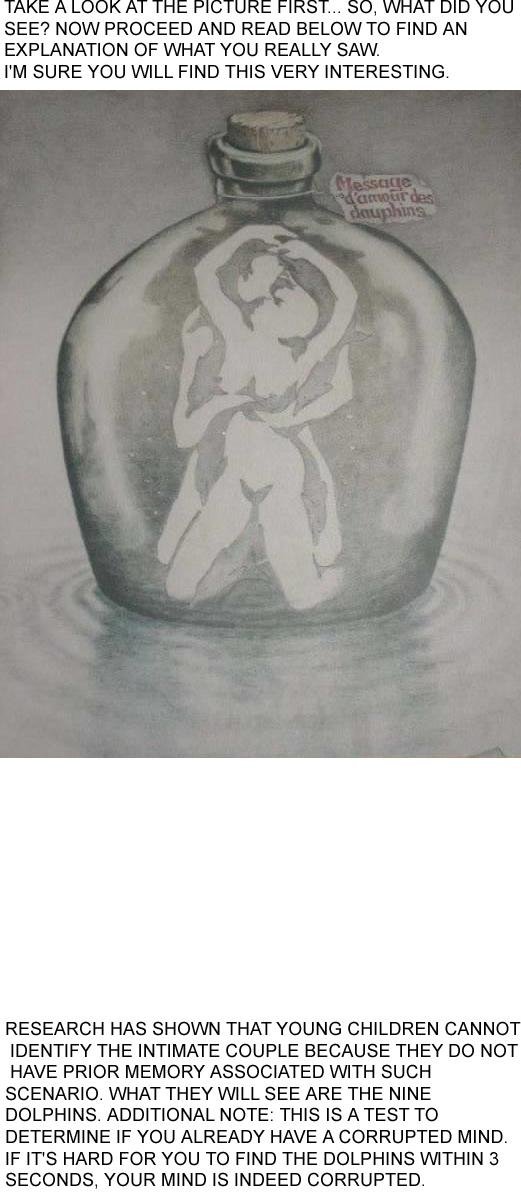 TAKE A LOOK AT THE PICTURE FIRST... SO, WHAT DID YOU
SEE? NOW PROCEED AND READ BELOW TO FIND AN
EXPLANATION OF WHAT YOU REALLY SAW.
I'M SURE YOU WILL FIND THIS VERY INTERESTING.
Message
d'amour des
dauphins
RESEARCH HAS SHOWN THAT YOUNG CHILDREN CANNOT
IDENTIFY THE INTIMATE COUPLE BECAUSE THEY DO NOT
HAVE PRIOR MEMORY ASSOCIATED WITH SUCH
SCENARIO. WHAT THEY WILL SEE ARE THE NINE
DOLPHINS. ADDITIONAL NOTE: THIS IS A TEST TO
DETERMINE IF YOU ALREADY HAVE A CORRUPTED MIND.
IF IT'S HARD FOR YOU TO FIND THE DOLPHINS WITHIN 3
SECONDS, YOUR MIND IS INDEED CORRUPTED.